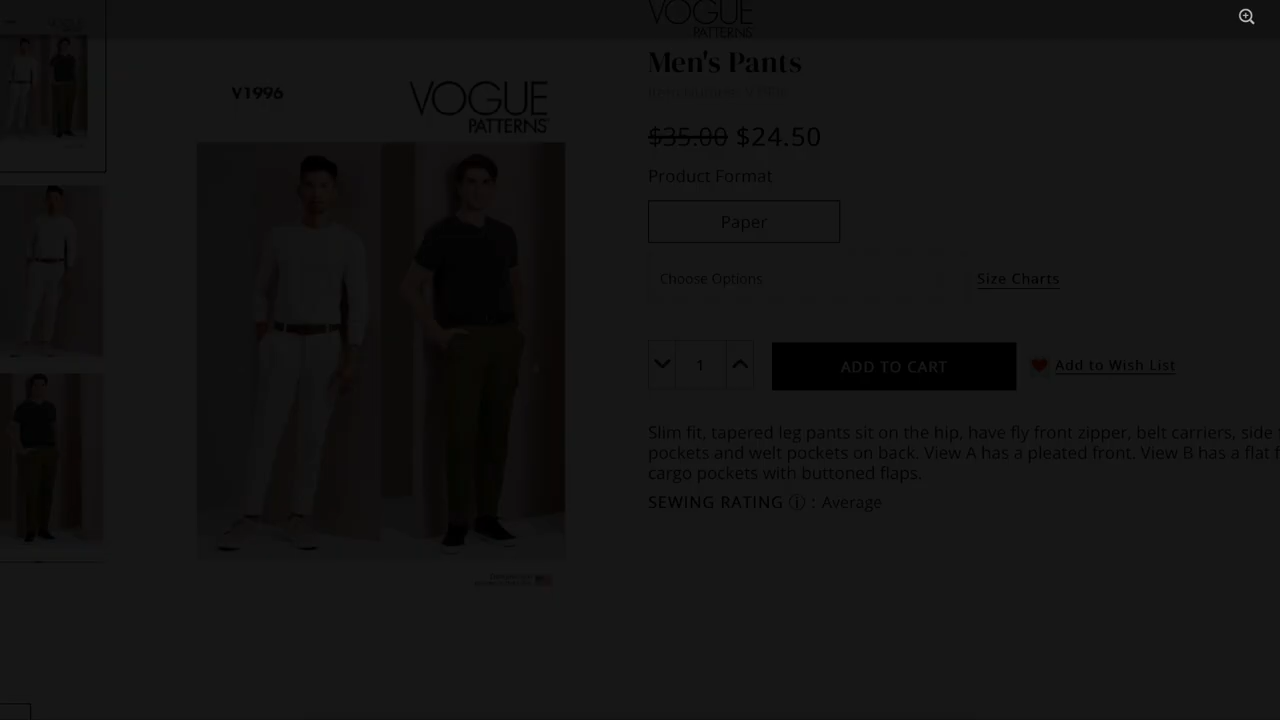 VOGUE
PATTERNS
Men's Pants
V1996
VOGUE
PATTERNS
$35.00 $24.50
Product Format
Paper
Choose Options
Size Charts
1
ADD TO CART
Add to Wish List
Slim fit, tapered leg pants sit on the hip, have fly front zipper, belt carriers, side
pockets and welt pockets on back. View A has a pleated front. View B has a flat
cargo pockets with buttoned flaps.
SEWING RATING ⓘ : Average